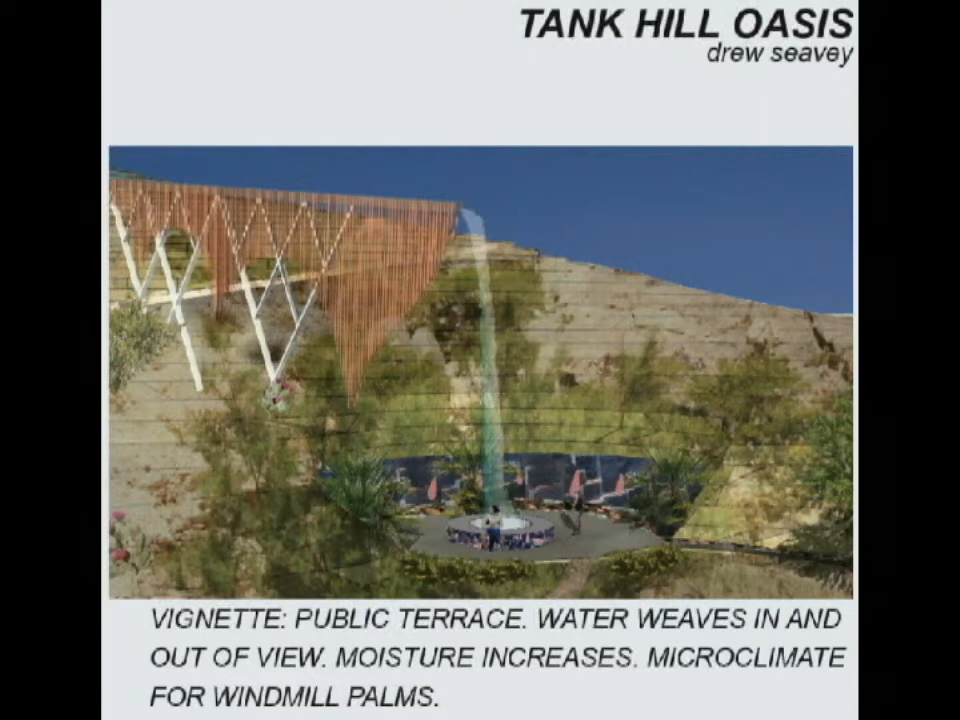 TANK HILL OASIS
drew seavey
VIGNETTE: PUBLIC TERRACE. WATER WEAVES IN AND
OUT OF VIEW. MOISTURE INCREASES. MICROCLIMATE
FOR WINDMILL PALMS.